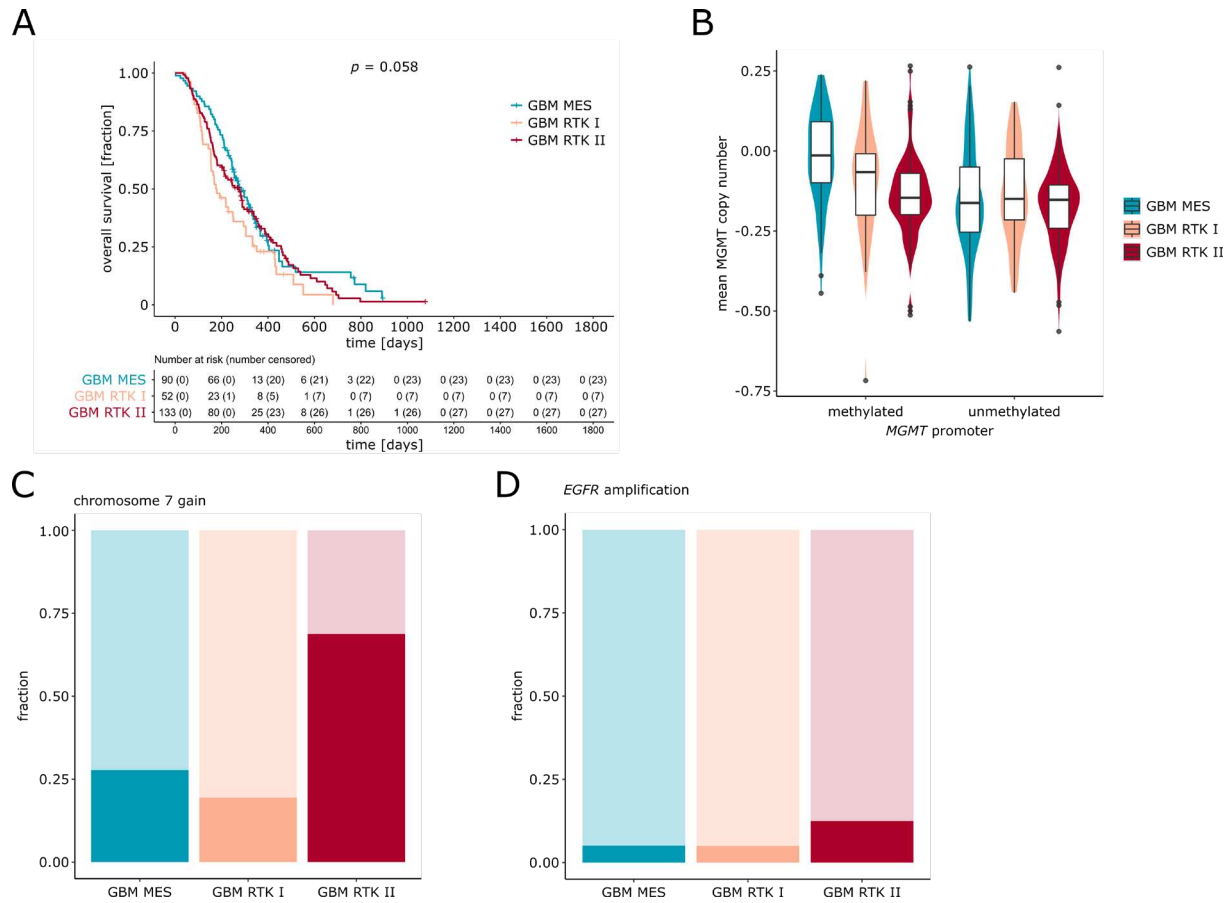 A
p = 0.058
1.00
0.75
0.50
0.25
0
overall survival [fraction]
GBM MES
GBM RTK I
GBM RTK II
0 200 400 600 800 1000 1200 1400 1600 1800
time [days]
Number at risk (number censored)
GBM MES 90 (0) 66 (0) 13 (20) 6 (21) 3 (22) 0 (23) 0 (23) 0 (23) 0 (23) 0 (23)
GBM RTK I 52 (0) 23 (1) 8 (5) 1 (7) 0 (7) 0 (7) 0 (7) 0 (7) 0 (7) 0 (7)
GBM RTK II 133 (0) 80 (0) 25 (23) 8 (26) 1 (26) 1 (26) 0 (27) 0 (27) 0 (27) 0 (27)
0 200 400 600 800 1000 1200 1400 1600 1800
time [days]
B
0.25
0.00
-0.25
-0.50
-0.75
mean MGMT copy number
methylated unmethylated
MGMT promoter
GBM MES
GBM RTK I
GBM RTK II
C
chromosome 7 gain
1.00
0.75
0.50
0.25
0.00
fraction
GBM MES GBM RTK I GBM RTK II
D
EGFR amplification
1.00
0.75
0.50
0.25
0.00
fraction
GBM MES GBM RTK I GBM RTK II